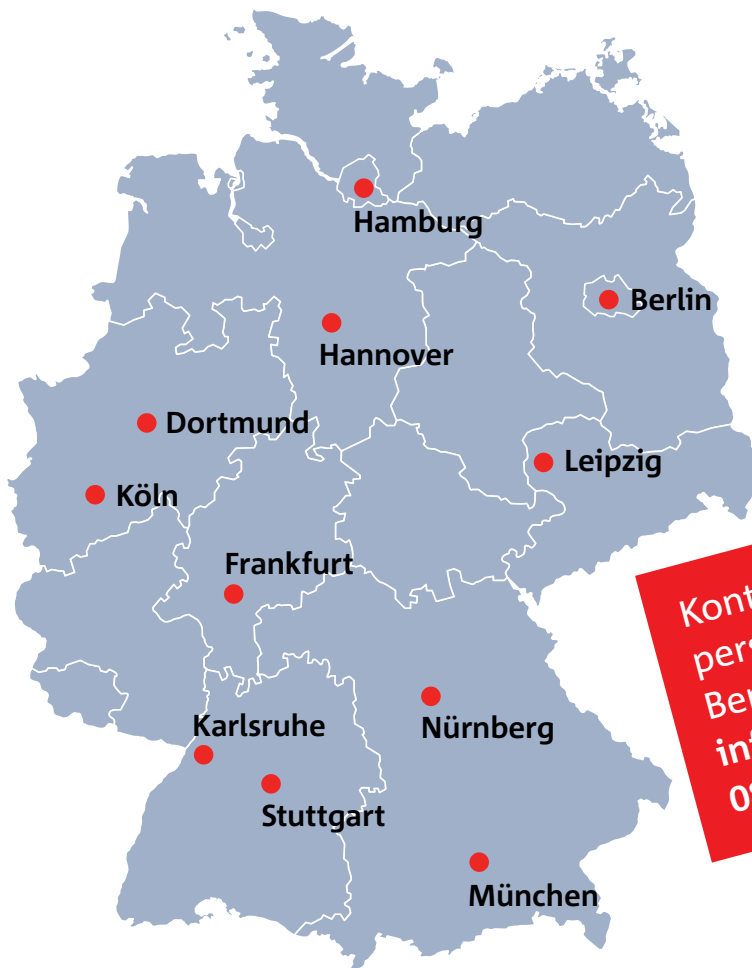 Hamburg
Berlin
Hannover
Dortmund
Leipzig
Köln
Frankfurt
Nürnberg
Karlsruhe
Stuttgart
München